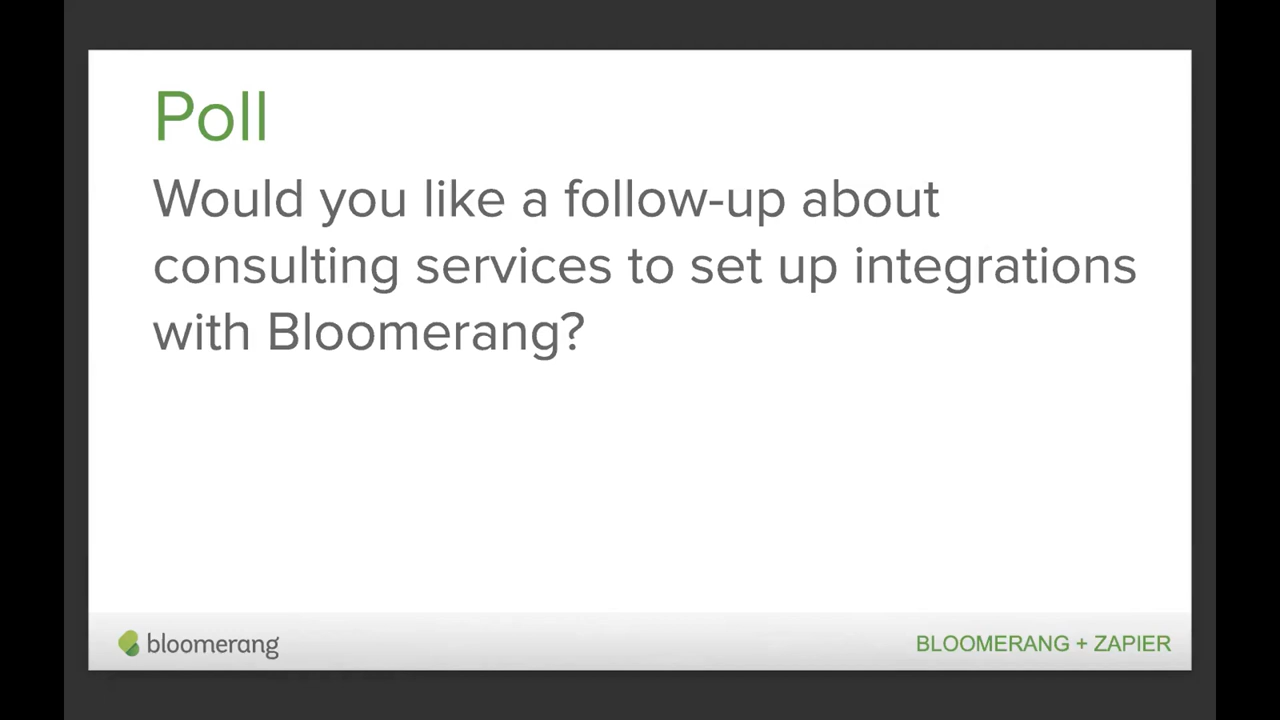 Poll
Would you like a follow-up about
consulting services to set up integrations
with Bloomerang?
bloomerang
BLOOMERANG + ZAPIER